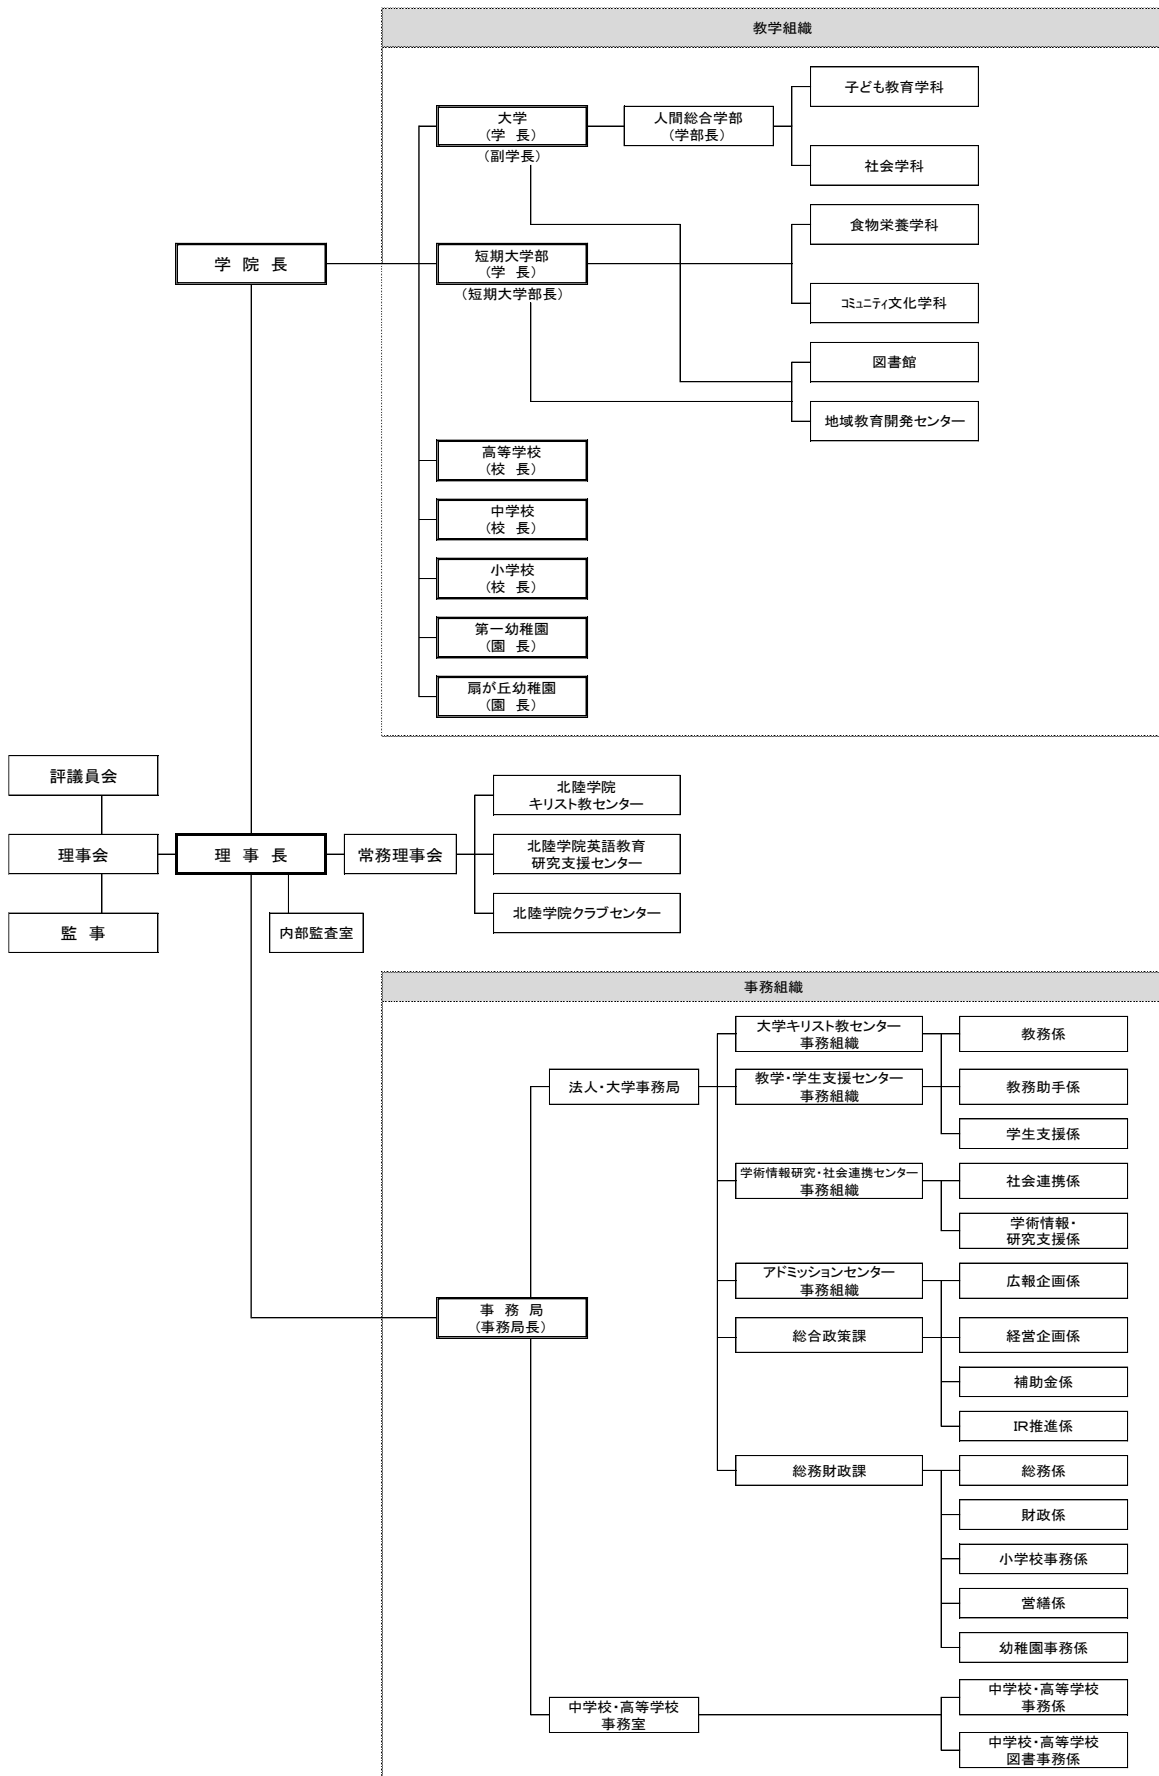 教学組織
子ども教育学科
大学
(学 長)
(副学長)
人間総合学部
(学部長)
社会学科
食物栄養学科
学 院 長
短期大学部
(学 長)
(短期大学部長)
コミュニティ文化学科
図書館
地域教育開発センター
高等学校
(校 長)
中学校
(校 長)
小学校
(校 長)
第一幼稚園
(園 長)
扇が丘幼稚園
(園 長)
評議員会
理事会
監 事
理 事 長
内部監査室
常務理事会
北陸学院
キリスト教センター
北陸学院英語教育
研究支援センター
北陸学院クラブセンター
事務組織
大学キリスト教センター
事務組織
教務係
法人・大学事務局
教学・学生支援センター
事務組織
教務助手係
学生支援係
学術情報研究・社会連携センター
事務組織
社会連携係
学術情報・
研究支援係
アドミッションセンター
事務組織
広報企画係
事 務 局
(事務局長)
総合政策課
経営企画係
補助金係
IR推進係
総務財政課
総務係
財政係
小学校事務係
営繕係
幼稚園事務係
中学校・高等学校
事務室
中学校・高等学校
事務係
中学校・高等学校
図書事務係